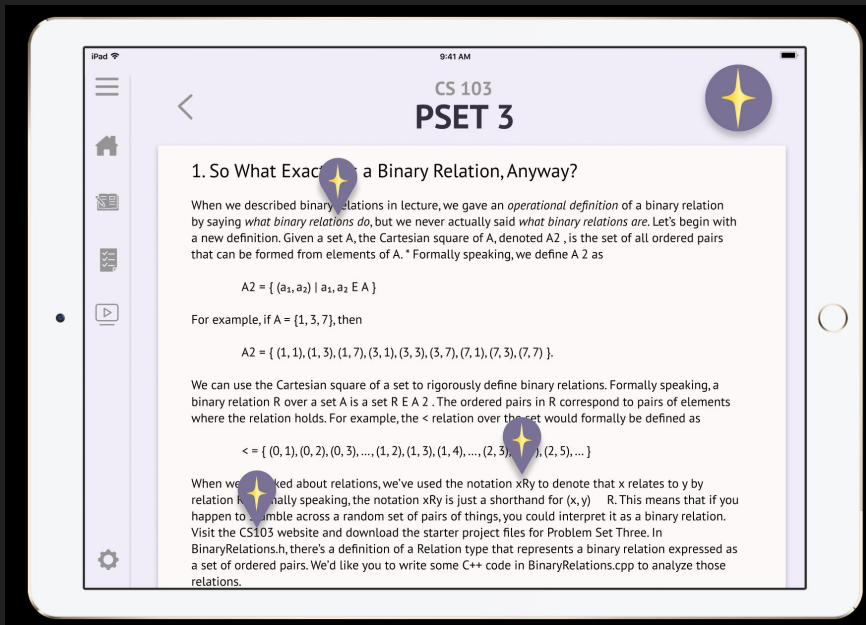 iPad
9:41 AM
CS 103
PSET 3
1. So What Exac a Binary Relation, Anyway?
When we described binary relations in lecture, we gave an operational definition of a binary relation
by saying what binary relations do, but we never actually said what binary relations are. Let's begin with
a new definition. Given a set A, the Cartesian square of A, denoted A2 , is the set of all ordered pairs
that can be formed from elements of A. * Formally speaking, we define A 2 as
A2 = { (a₁, a₂) | a₁, a₂ E A }
For example, if A = {1, 3, 7}, then
A2 = { (1, 1), (1, 3), (1, 7), (3, 1), (3, 3), (3, 7), (7, 1), (7, 3), (7, 7) }.
We can use the Cartesian square of a set to rigorously define binary relations. Formally speaking, a
binary relation R over a set A is a set R E A 2 . The ordered pairs in R correspond to pairs of elements
where the relation holds. For example, the < relation over the set would formally be defined as
< = { (0, 1), (0, 2), (0, 3), ..., (1, 2), (1, 3), (1, 4), ..., (2, 3), ), (2, 5), ... }
When we ked about relations, we've used the notation xRy to denote that x relates to y by
relation nally speaking, the notation xRy is just a shorthand for (x, y) R. This means that if you
happen to mble across a random set of pairs of things, you could interpret it as a binary relation.
Visit the CS103 website and download the starter project files for Problem Set Three. In
BinaryRelations.h, there's a definition of a Relation type that represents a binary relation expressed as
a set of ordered pairs. We'd like you to write some C++ code in BinaryRelations.cpp to analyze those
relations.